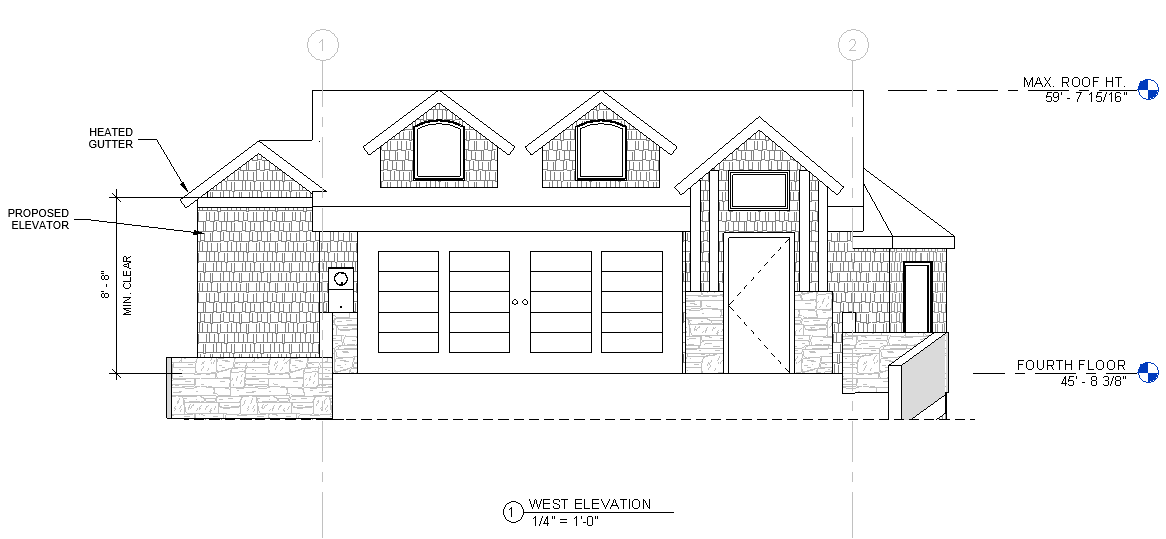 1
2
MAX. ROOF HT.
59' - 7 15/16"
HEATED
GUTTER
PROPOSED
ELEVATOR
8' - 8"
MIN. CLEAR
FOURTH FLOOR
45' - 8 3/8"
1
WEST ELEVATION
1/4" = 1'-0"